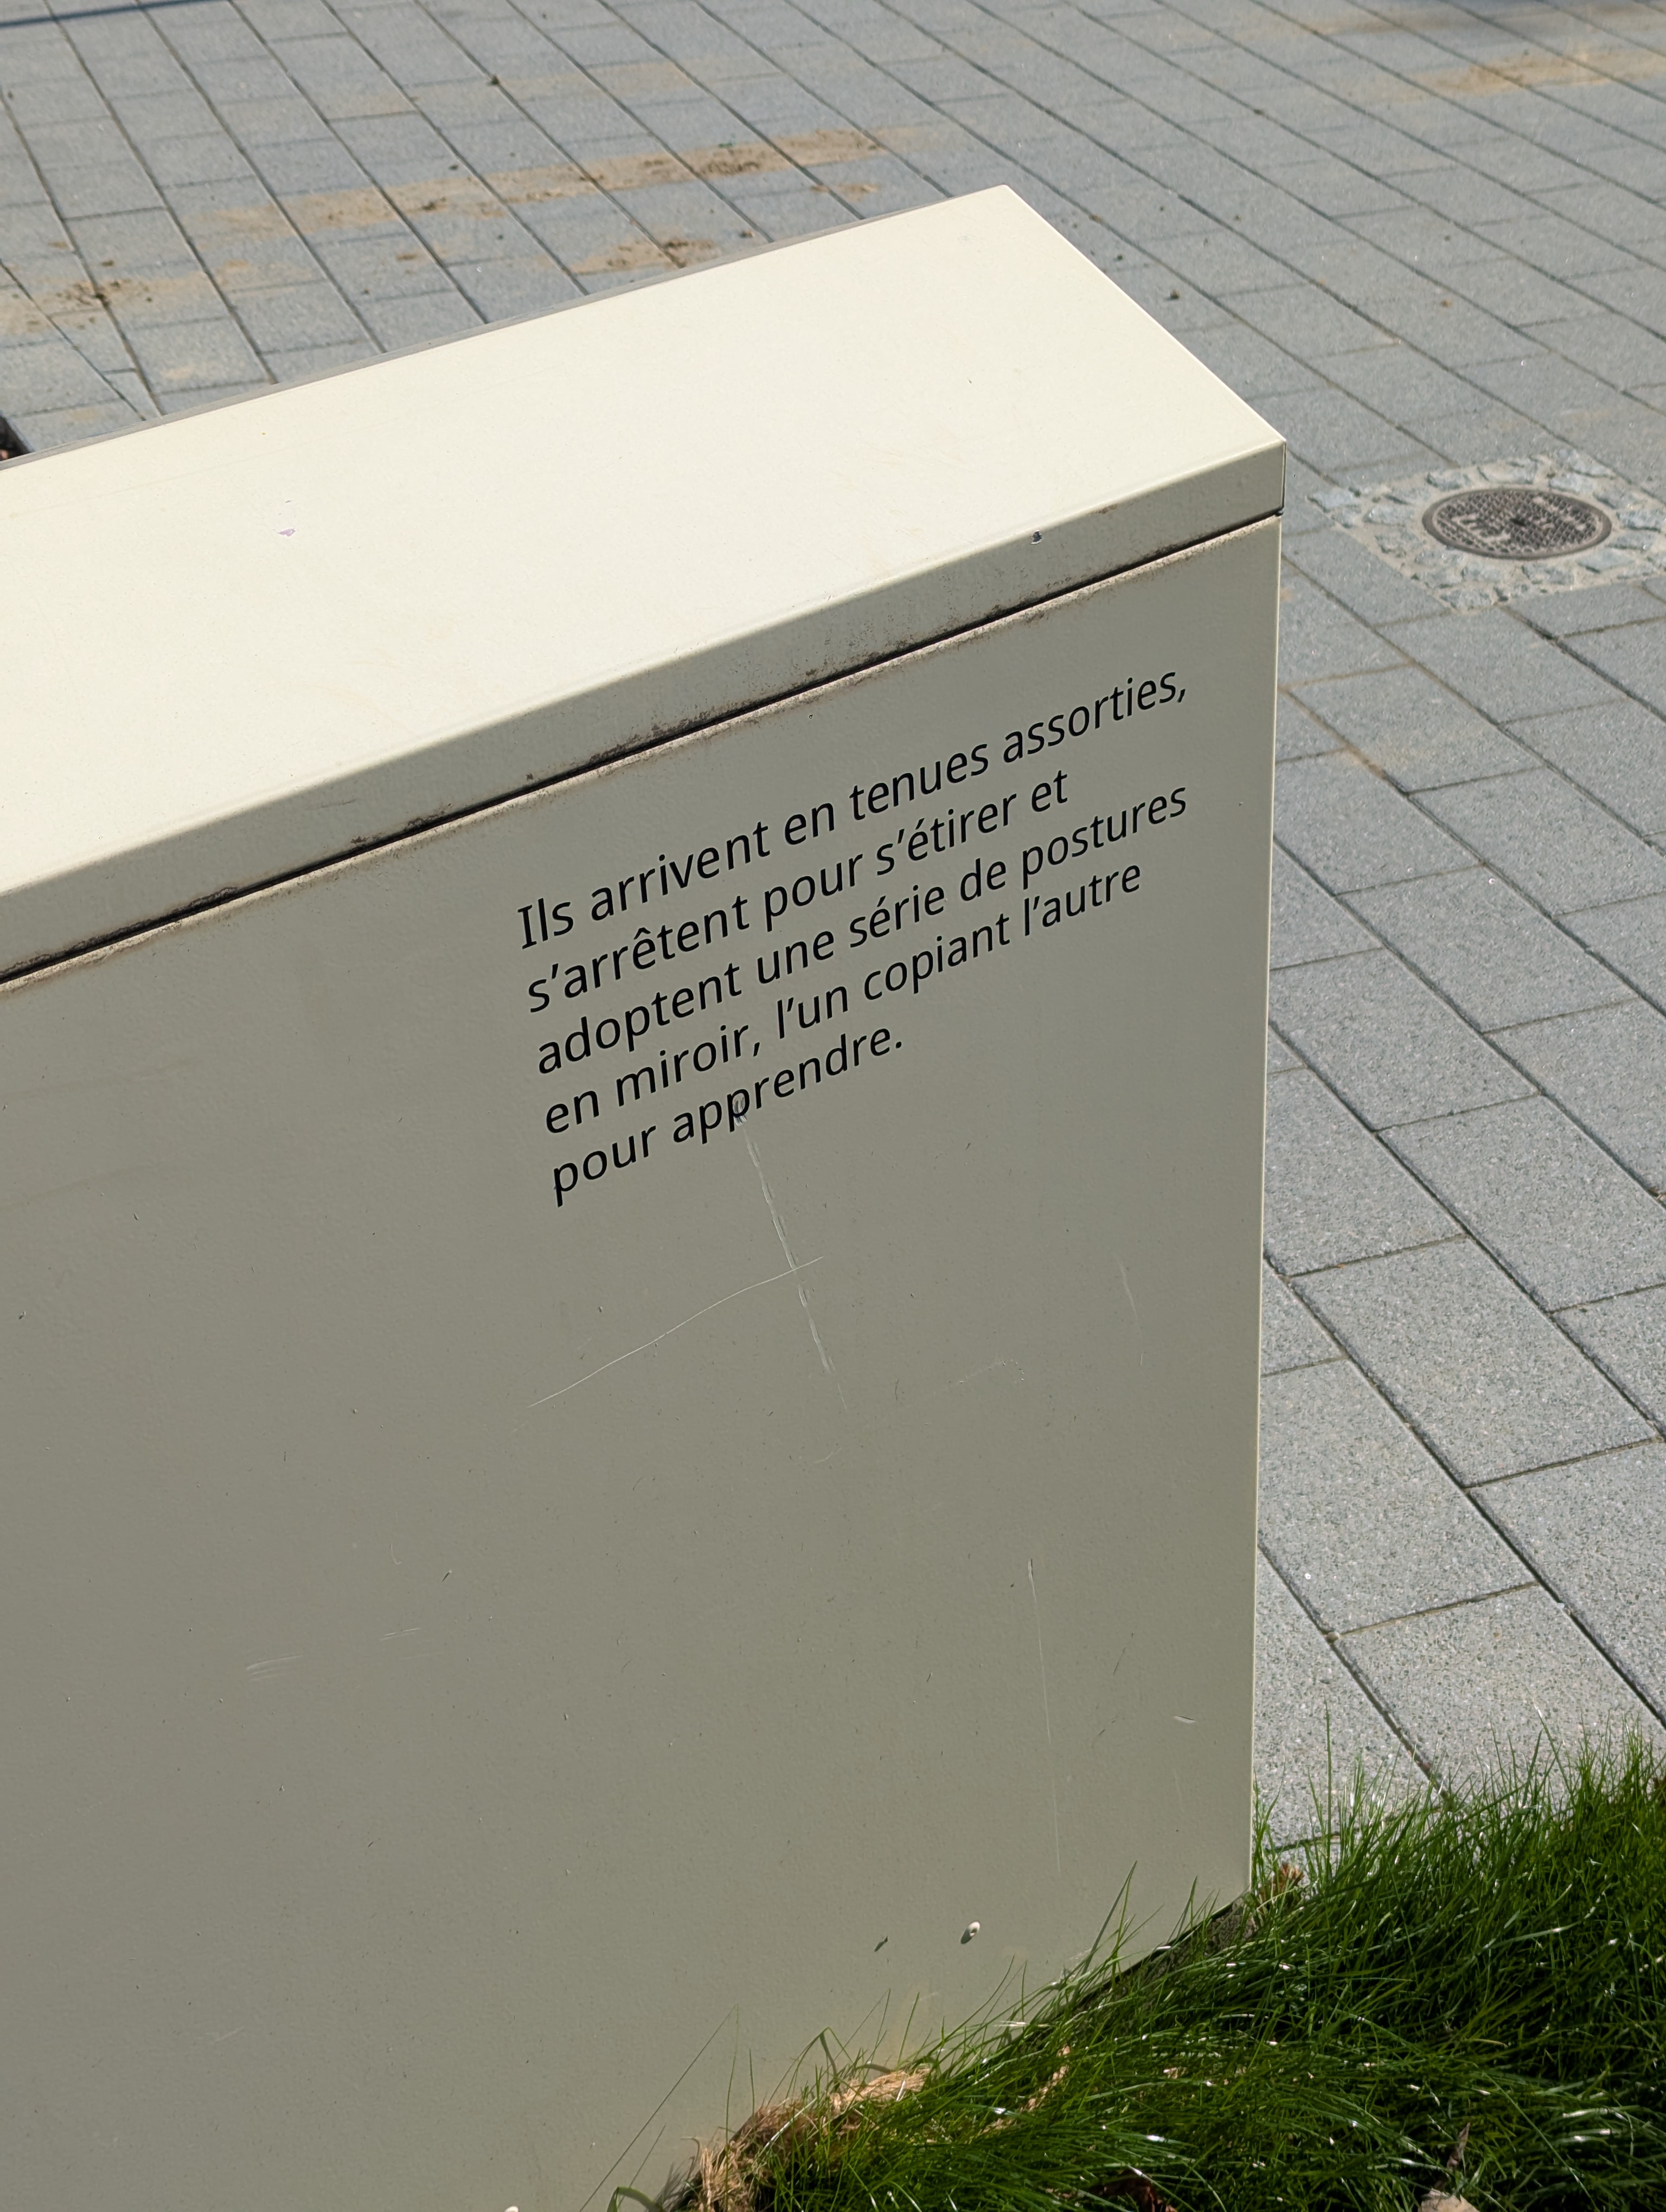 Ils arrivent en tenues assorties,
s’arrêtent pour s’étirer et
adoptent une série de postures
en miroir, l’un copiant l’autre
pour apprendre.